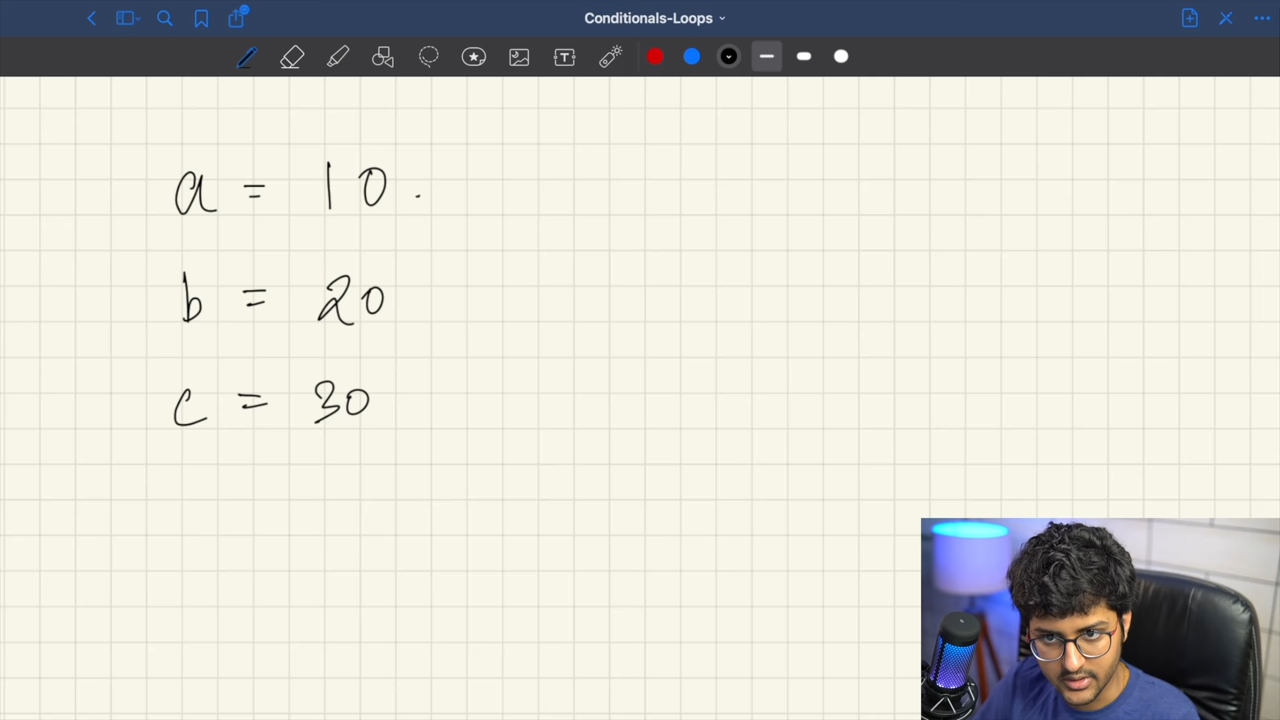 Conditionals-Loops
T
a = 10.
b = 20
c = 30